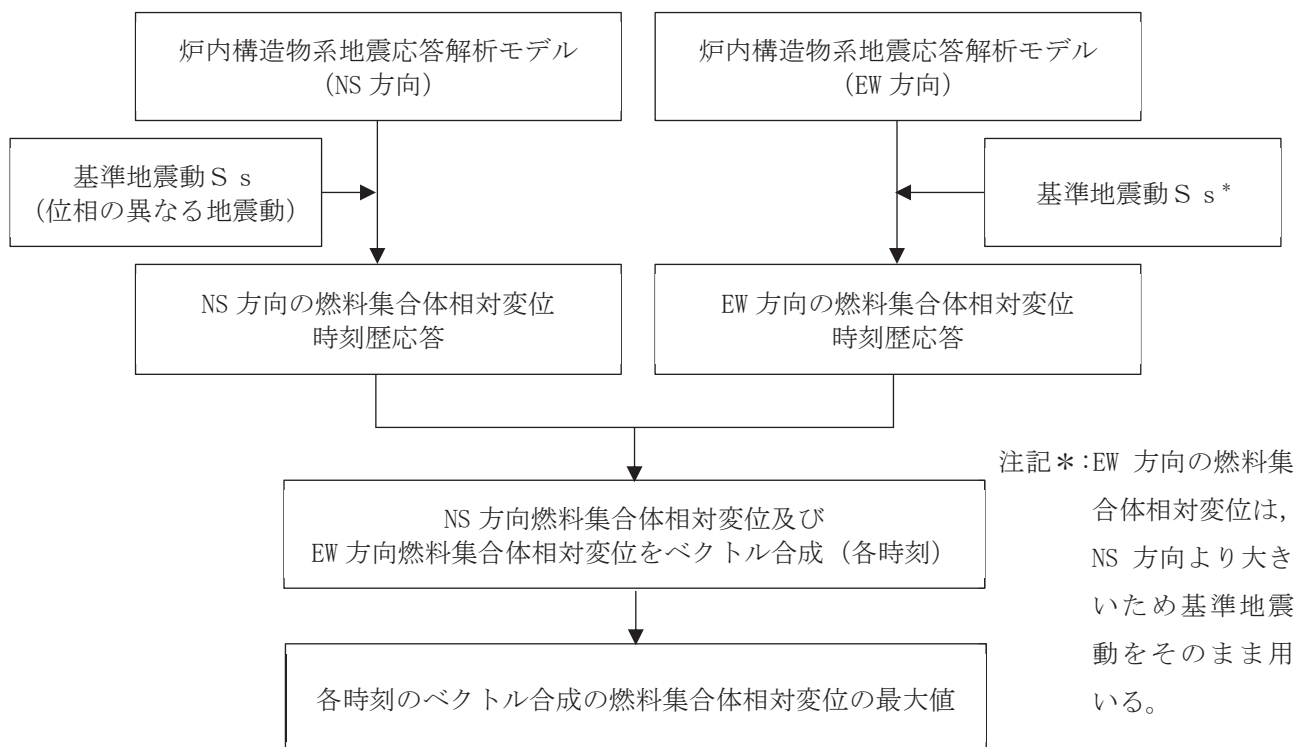 炉内構造物系地震応答解析モデル
（NS 方向）
炉内構造物系地震応答解析モデル
（EW 方向）
基準地震動Ｓｓ
（位相の異なる地震動）
基準地震動Ｓｓ*
NS 方向の燃料集合体相対変位
時刻歴応答
EW 方向の燃料集合体相対変位
時刻歴応答
NS 方向燃料集合体相対変位及び
EW 方向燃料集合体相対変位をベクトル合成（各時刻）
各時刻のベクトル合成の燃料集合体相対変位の最大値
注記＊：EW 方向の燃料集
合体相対変位は，
NS 方向より大き
いため基準地震
動をそのまま用
いる。